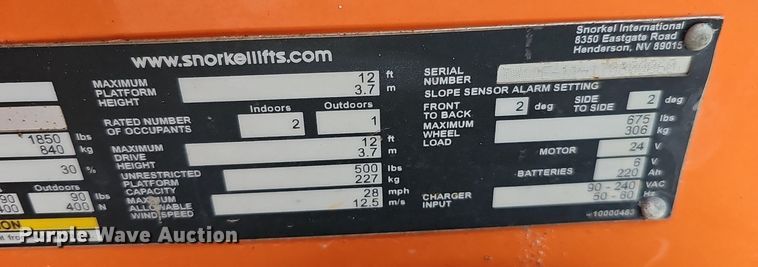 www.snorkellifts.com
Snorkel International
8350 Eastgate Road
Henderson, NV 89015
MAXIMUM PLATFORM HEIGHT 12 ft 3.7 m
Indoors Outdoors
RATED NUMBER OF OCCUPANTS 2 1
MAXIMUM DRIVE HEIGHT 12 ft 3.7 m
UNRESTRICTED PLATFORM CAPACITY 500 lbs 227 kg
MAXIMUM ALLOWABLE WIND SPEED 28 mph 12.5 m/s
SERIAL NUMBER
SLOPE SENSOR ALARM SETTING
FRONT TO BACK 2 deg SIDE TO SIDE 2 deg
MAXIMUM WHEEL LOAD 675 lbs 306 kg
MOTOR 24 V
BATTERIES 6 V 220 Ah
CHARGER INPUT 90 - 240 VAC 50 - 60 Hz
1850 lbs
840 kg
30 %
Outdoors
90 90 lbs
400 400 N
Purple Wave Auction